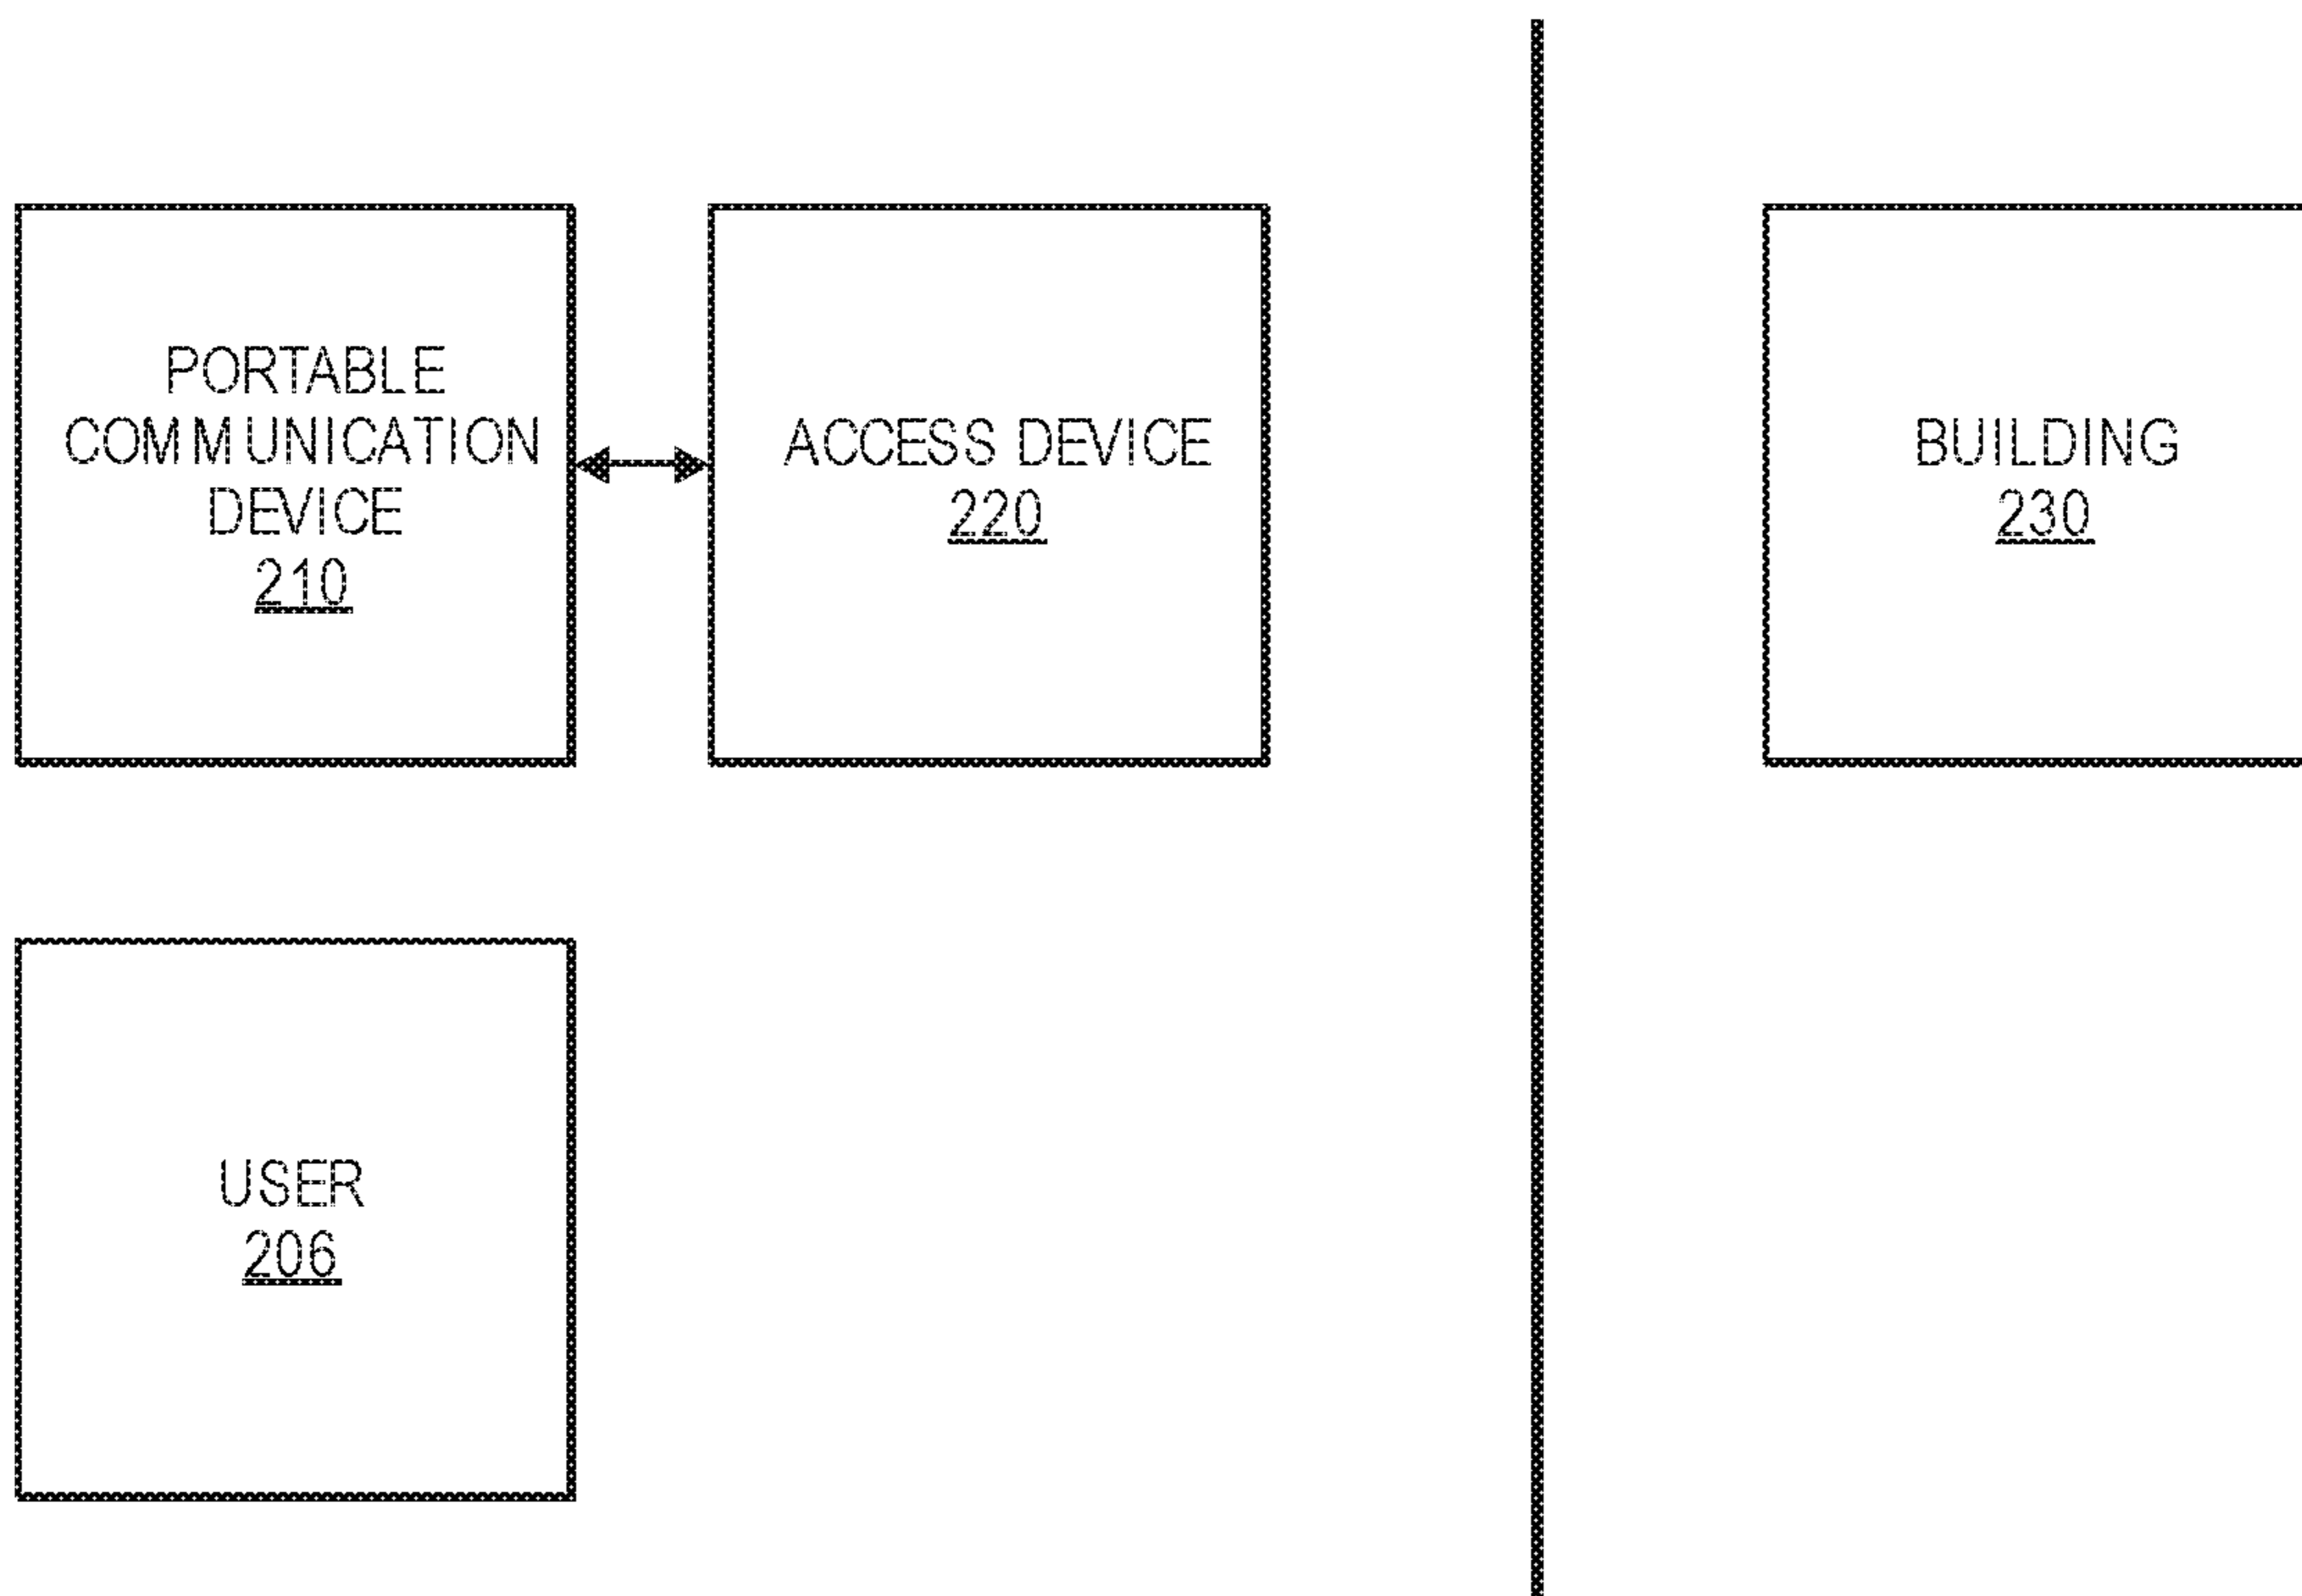 PORTABLE
COMMUNICATION
DEVICE
210
ACCESS DEVICE
220
BUILDING
230
USER
206